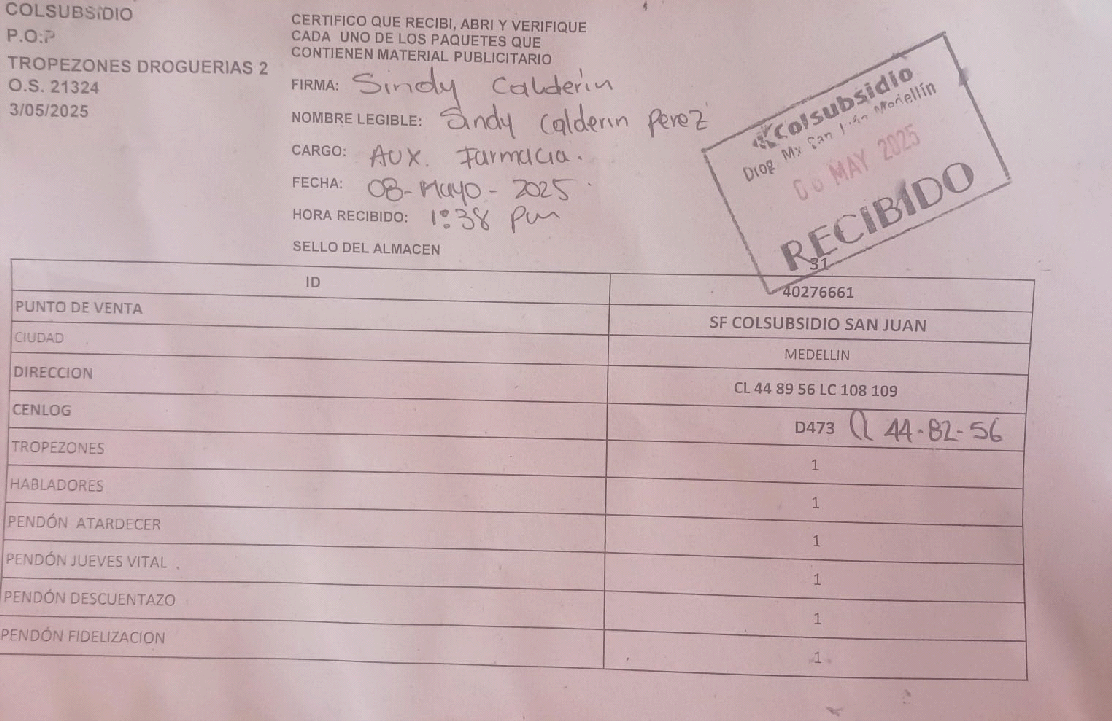 COLSUBSIDIO
P.O.P
TROPEZONES DROGUERIAS 2
O.S. 21324
3/05/2025
CERTIFICO QUE RECIBI, ABRI Y VERIFIQUE
CADA UNO DE LOS PAQUETES QUE
CONTIENEN MATERIAL PUBLICITARIO
FIRMA: Sindy Calderin
NOMBRE LEGIBLE: Sindy Calderin Perez
CARGO: AUX. Farmacia.
FECHA: 08-Mayo-2025
HORA RECIBIDO: 1:38 pm
SELLO DEL ALMACEN
Colsubsidio
Drog Mx San Medellín
MAY 2025
RECIBIDO
31
ID 40276661
PUNTO DE VENTA SF COLSUBSIDIO SAN JUAN
CIUDAD MEDELLIN
DIRECCION CL 44 89 56 LC 108 109
CENLOG D473 CL 44-82-56
TROPEZONES 1
HABLADORES 1
PENDÓN ATARDECER 1
PENDÓN JUEVES VITAL 1
PENDÓN DESCUENTAZO 1
PENDÓN FIDELIZACION 1